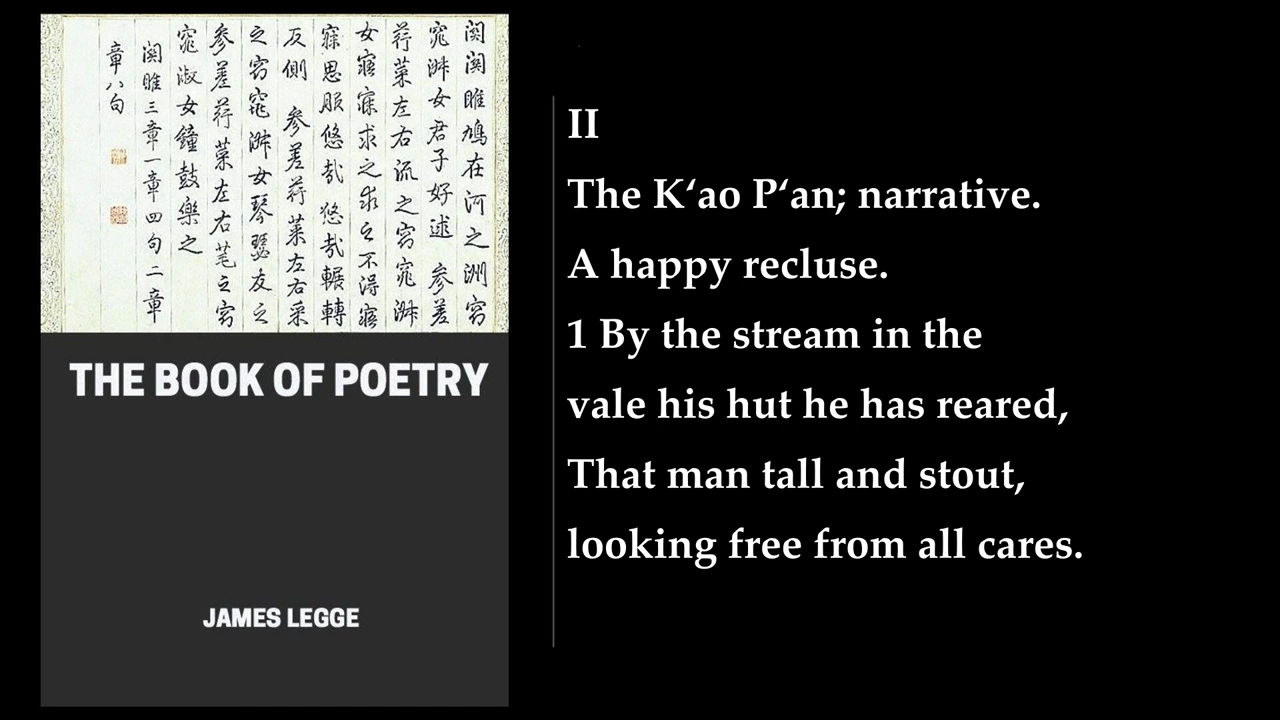 關關雎鳩在河之洲窈
窕淑女君子好逑 參差
荇菜左右流之窈窕淑
女寤寐求之求之不得寤
寐思服悠哉悠哉輾轉
反側 參差荇菜左右采
之窈窕淑女琴瑟友之
參差荇菜左右芼之窈
窕淑女鐘鼓樂之
關雎三章一章四句二章
章八句
THE BOOK OF POETRY
JAMES LEGGE
II
The K‘ao P‘an; narrative.
A happy recluse.
1 By the stream in the
vale his hut he has reared,
That man tall and stout,
looking free from all cares.